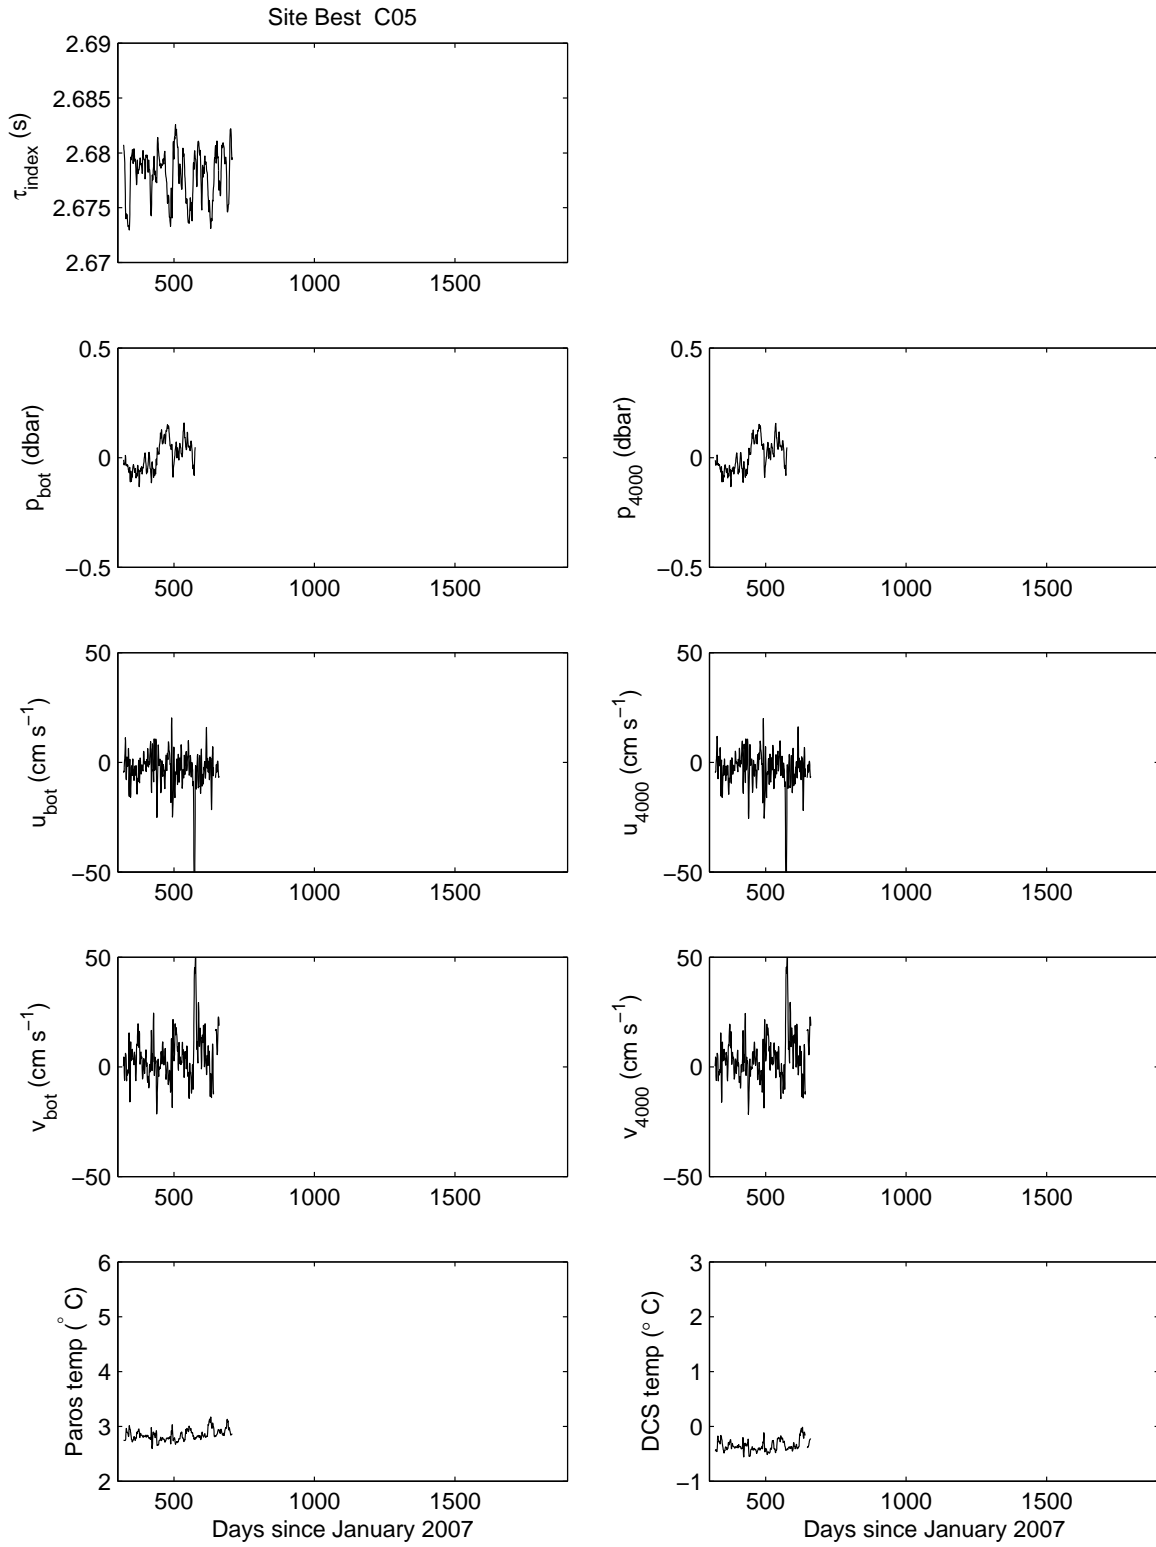 Site Best C05
2.69
2.685
2.68
2.675
2.67
τindex (s)
500 1000 1500
0.5
0
−0.5
pbot (dbar)
500 1000 1500
0.5
0
−0.5
p4000 (dbar)
500 1000 1500
50
0
−50
ubot (cm s−1)
500 1000 1500
50
0
−50
u4000 (cm s−1)
500 1000 1500
50
0
−50
vbot (cm s−1)
500 1000 1500
50
0
−50
v4000 (cm s−1)
500 1000 1500
6
5
4
3
2
Paros temp (° C)
500 1000 1500
Days since January 2007
3
2
1
0
−1
DCS temp (° C)
500 1000 1500
Days since January 2007